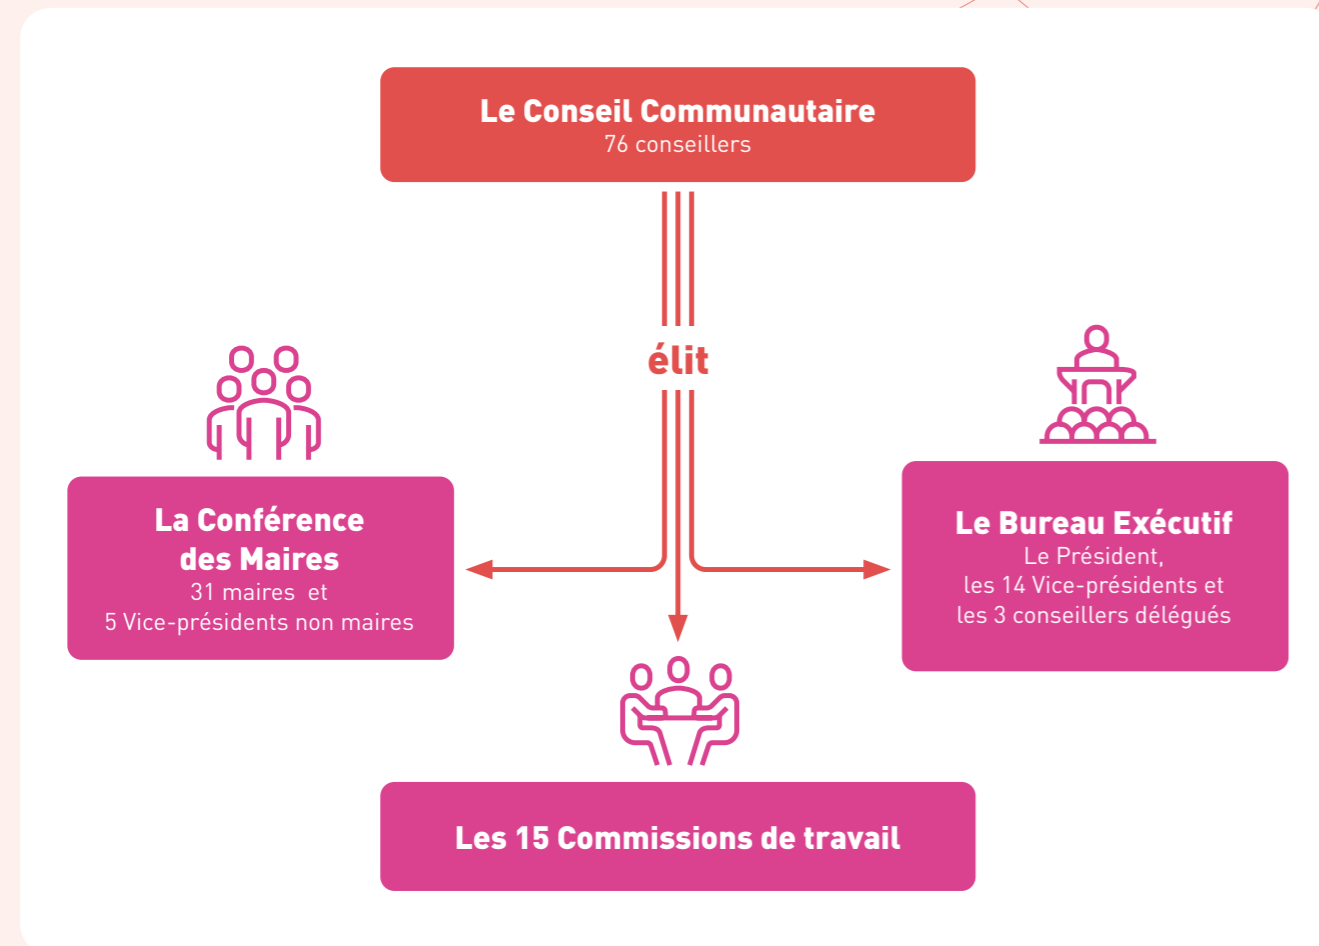 Le Conseil Communautaire
76 conseillers
élit
La Conférence
des Maires
31 maires et
5 Vice-présidents non maires
Le Bureau Exécutif
Le Président,
les 14 Vice-présidents et
les 3 conseillers délégués
Les 15 Commissions de travail